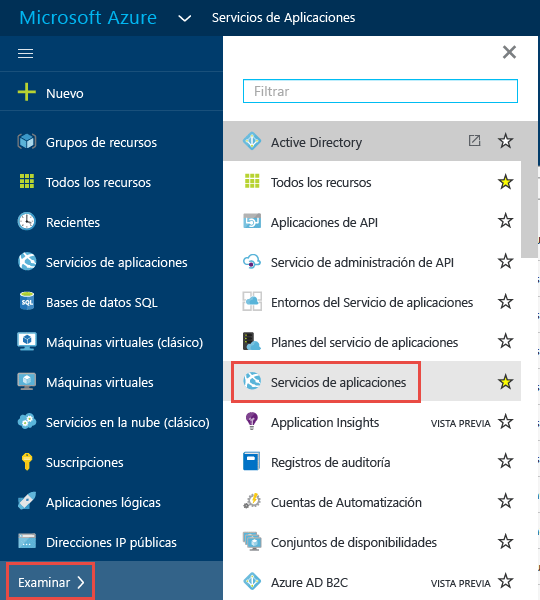 Microsoft Azure
Servicios de Aplicaciones
Nuevo
Grupos de recursos
Todos los recursos
Recientes
Servicios de aplicaciones
Bases de datos SQL
Máquinas virtuales (clásico)
Máquinas virtuales
Servicios en la nube (clásico)
Suscripciones
Aplicaciones lógicas
Direcciones IP públicas
Examinar
Filtrar
Active Directory
Todos los recursos
Aplicaciones de API
Servicio de administración de API
Entornos del Servicio de aplicaciones
Planes del servicio de aplicaciones
Servicios de aplicaciones
Application Insights VISTA PREVIA
Registros de auditoría
Cuentas de Automatización
Conjuntos de disponibilidades
Azure AD B2C VISTA PREVIA